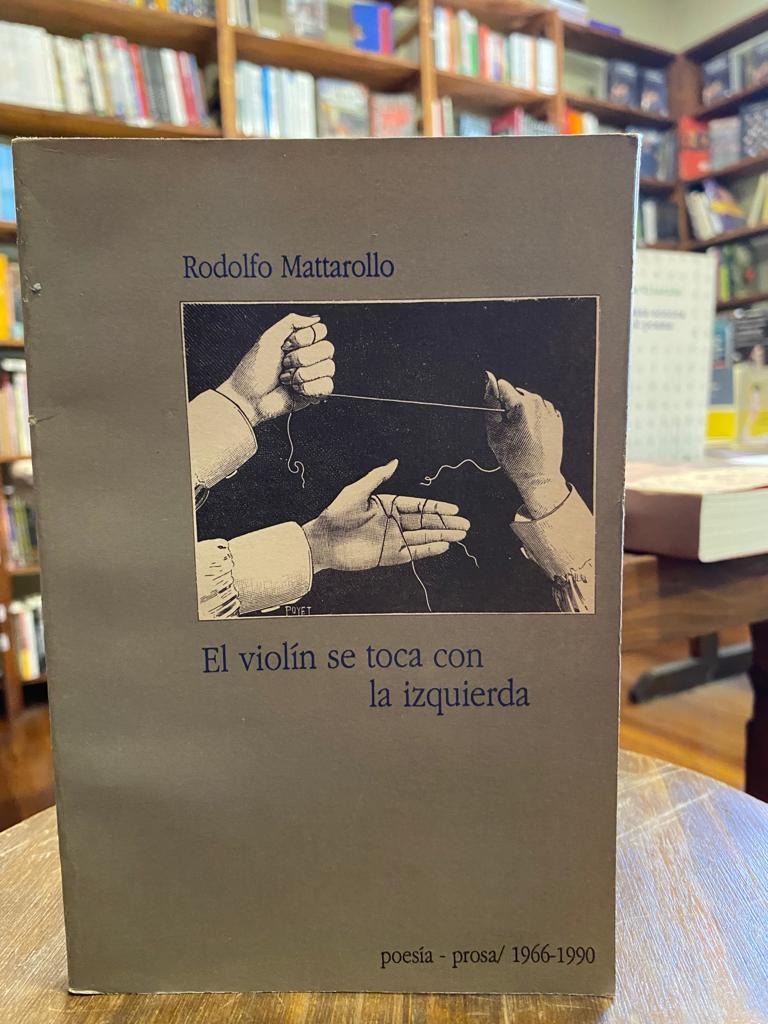 Rodolfo Mattarollo
POYET
El violín se toca con
la izquierda
poesía - prosa/ 1966-1990